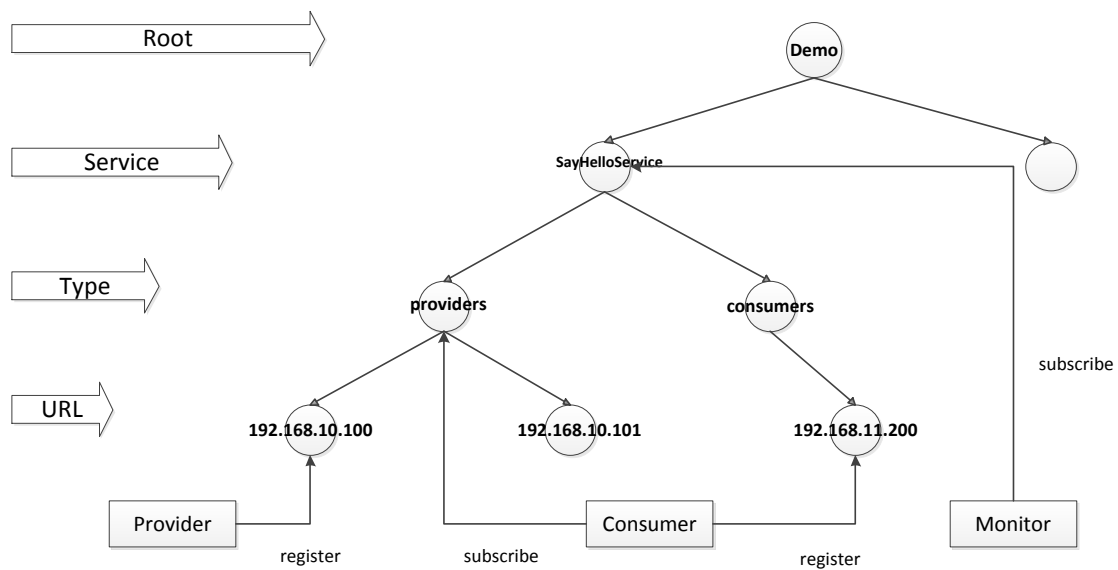 Root
Demo
Service
SayHelloService
Type
providers
consumers
subscribe
URL
192.168.10.100
192.168.10.101
192.168.11.200
Provider
Consumer
Monitor
register
subscribe
register